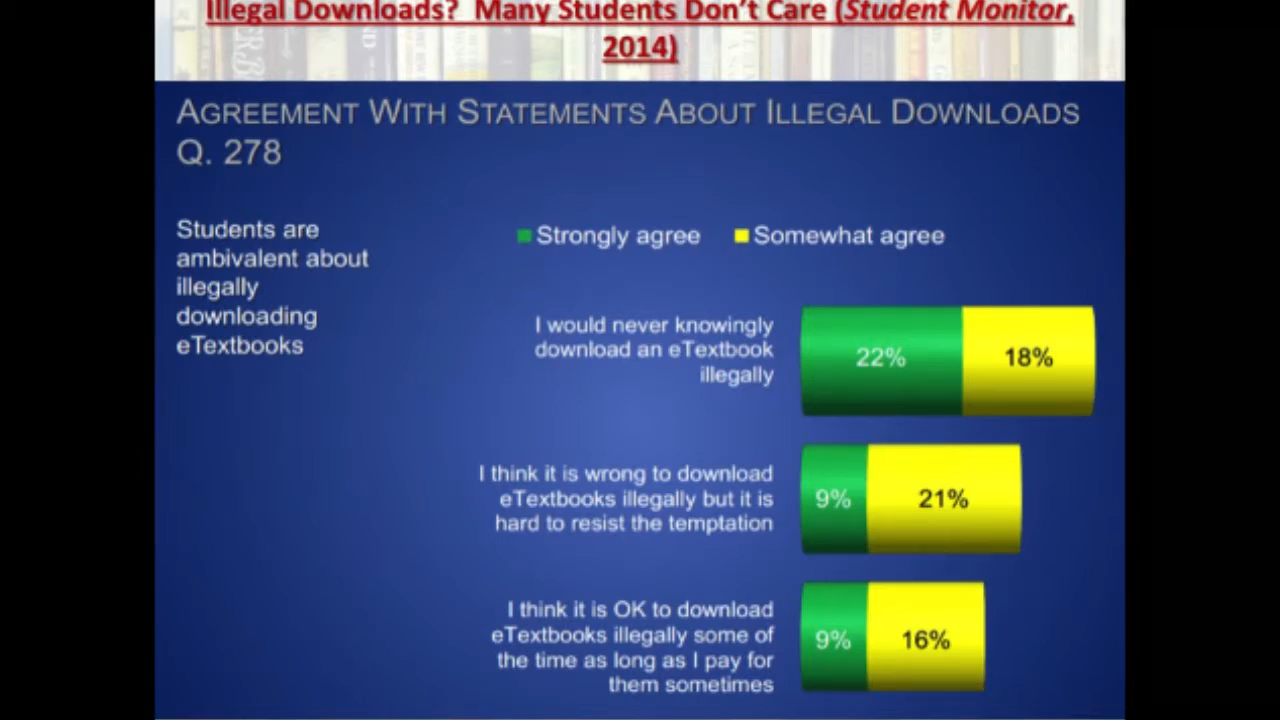 Illegal Downloads? Many Students Don't Care (Student Monitor,
2014)
AGREEMENT WITH STATEMENTS ABOUT ILLEGAL DOWNLOADS
Q. 278
Students are
ambivalent about
illegally
downloading
eTextbooks
Strongly agree
Somewhat agree
I would never knowingly
download an eTextbook
illegally
22%
18%
I think it is wrong to download
eTextbooks illegally but it is
hard to resist the temptation
9%
21%
I think it is OK to download
eTextbooks illegally some of
the time as long as I pay for
them sometimes
9%
16%